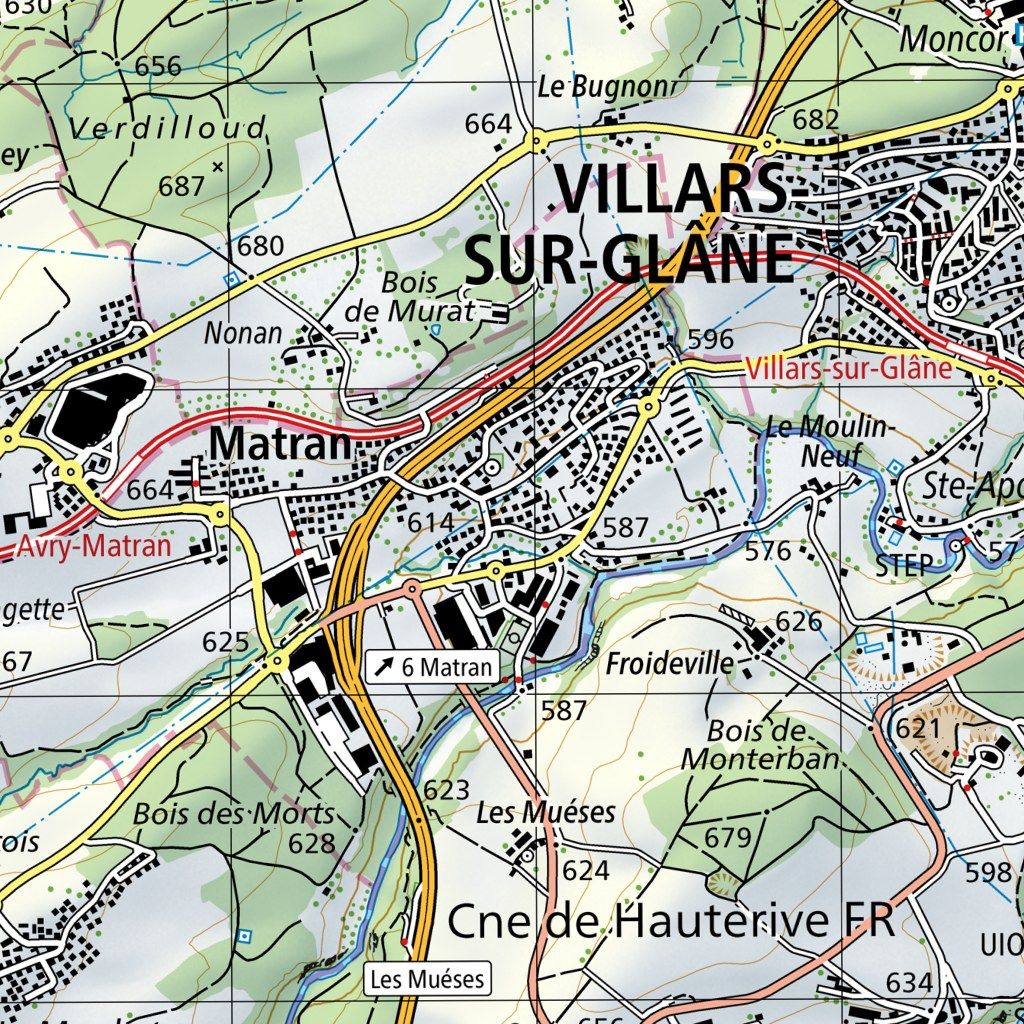 630
656
Moncor
Le Bugnon
Verdilloud
664
682
687
VILLARS-
SUR-GLÂNE
680
Bois
de Murat
Nonan
596
Villars-sur-Glâne
Matran
Le Moulin-
Neuf
664
614
587
Avry-Matran
576
STEP
67
625
626
6 Matran
Froideville
587
621
Bois de
Monterban
623
Bois des Morts
Les Muéses
628
679
624
598
Cne de Hauterive FR
Les Muéses
634